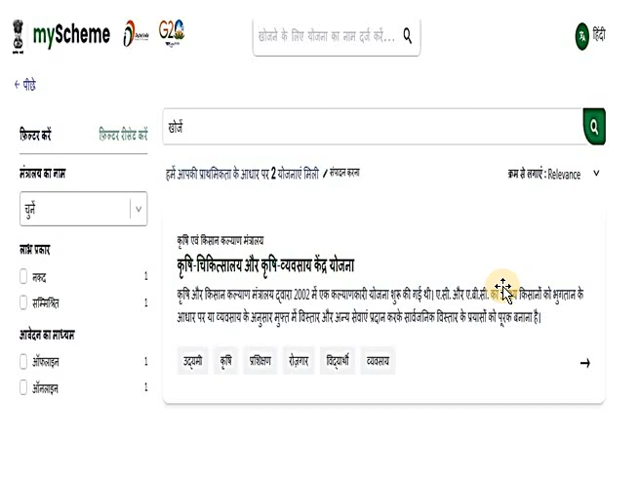 myScheme
G20
खोजने के लिए योजना का नाम दर्ज करें...
हिंदी
← पीछे
फ़िल्टर करें
फ़िल्टर रीसेट करें
खोजें
मंत्रालय का नाम
हमें आपकी प्राथमिकता के आधार पर 2 योजनाएं मिली
संपादन करना
क्रम से लगाएं : Relevance
चुनें
लाभ प्रकार
नकद 1
सम्मिश्रित 1
आवेदन का माध्यम
ऑफलाइन 1
ऑनलाइन 1
कृषि एवं किसान कल्याण मंत्रालय
कृषि-चिकित्सालय और कृषि-व्यवसाय केंद्र योजना
कृषि और किसान कल्याण मंत्रालय द्वारा 2002 में एक कल्याणकारी योजना शुरू की गई थी। ए.सी. और ए.बी.सी. का किसानों को भुगतान के
आधार पर या व्यवसाय के अनुसार मुफ्त में विस्तार और अन्य सेवाएं प्रदान करके सार्वजनिक विस्तार के प्रयासों को पूरक बनाना है।
उद्यमी कृषि प्रशिक्षण रोज़गार विद्यार्थी व्यवसाय